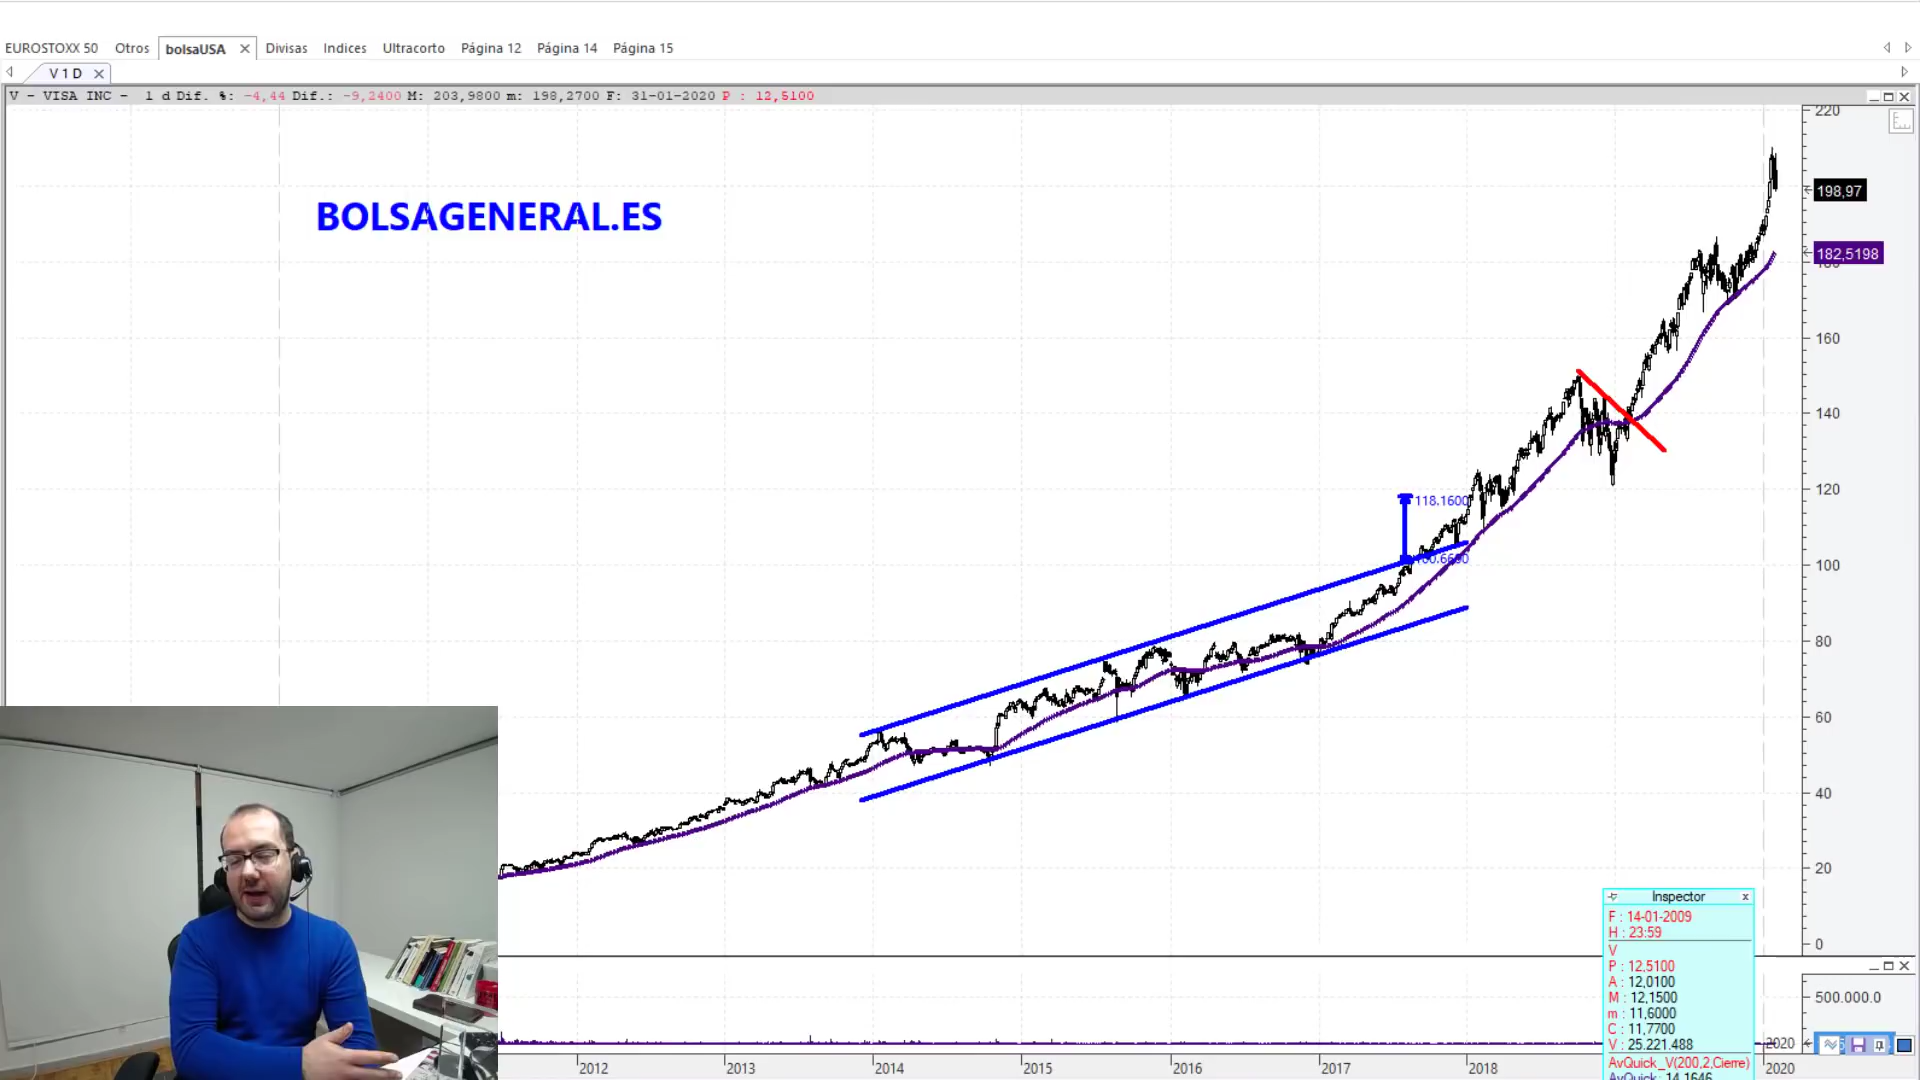 EUROSTOXX 50 Otros bolsaUSA Divisas Indices Ultracorto Página 12 Página 14 Página 15
V 1 D
V - VISA INC - 1 d Dif. %: -4,44 Dif.: -9,2400 M: 203,9800 m: 198,2700 F: 31-01-2020 P : 12,5100
220
198,97
BOLSAGENERAL.ES
182,5198
160
140
120
118.1600
100
80
60
40
20
0
Inspector
F : 14-01-2009
H : 23:59
V
P : 12,5100
A : 12,0100
M : 12,1500
m : 11,6000
C : 11,7700
V : 25.221.488
AvQuick_V(200,2,Cierre)
AvQuick: 14,1646
500.000.0
2020
2012 2013 2014 2015 2016 2017 2018 2020